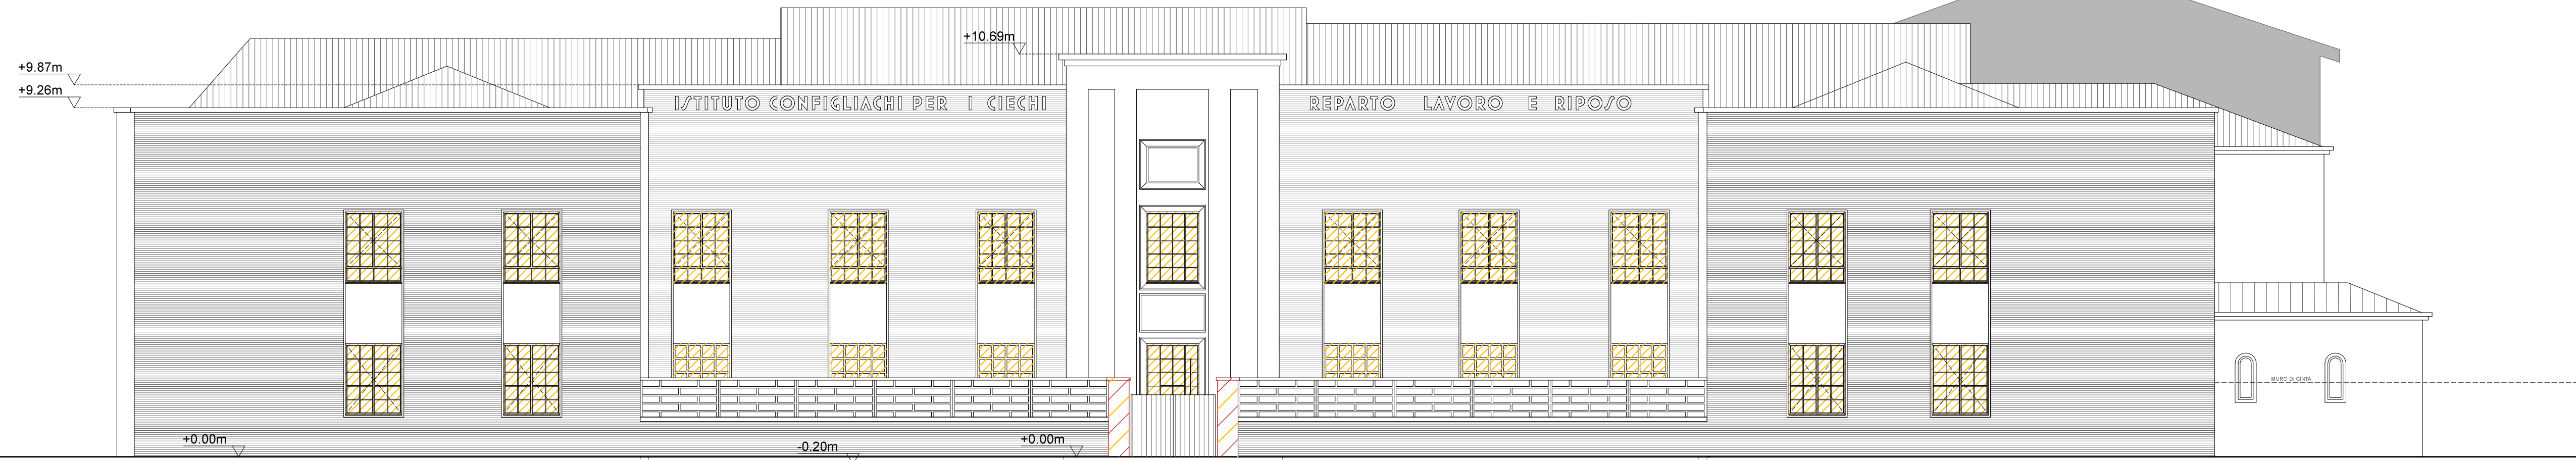 +10.69m
+9.87m
+9.26m
ISTITUTO CONFIGLIACHI PER I CIECHI REPARTO LAVORO E RIPOSO
MURO DI CINTA
+0.00m
-0.20m
+0.00m